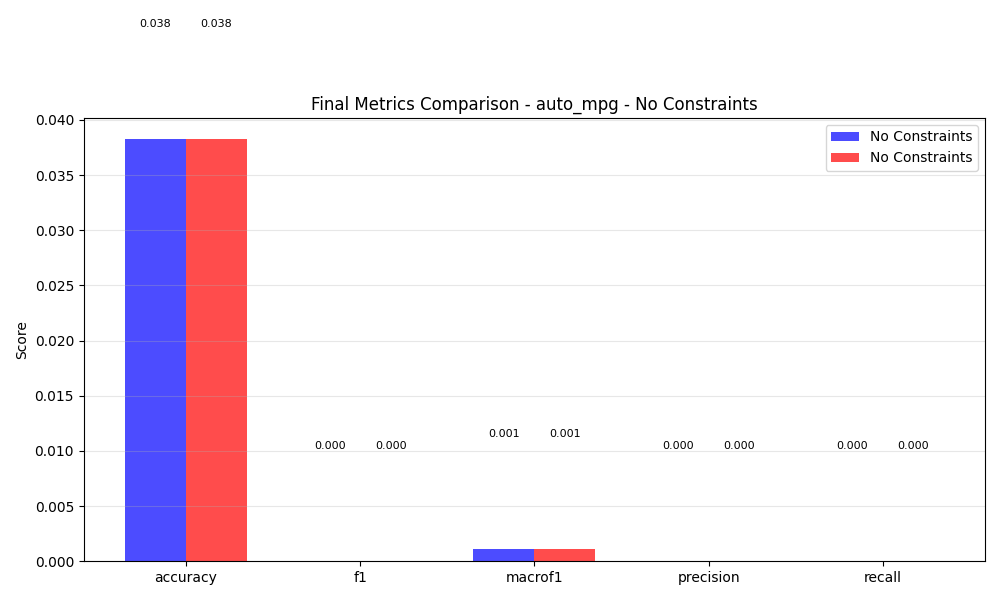 0.038 0.038
Final Metrics Comparison - auto_mpg - No Constraints
No Constraints
No Constraints
Score
0.040
0.035
0.030
0.025
0.020
0.015
0.010
0.005
0.000
0.000 0.000
0.001 0.001
0.000 0.000
0.000 0.000
accuracy f1 macrof1 precision recall